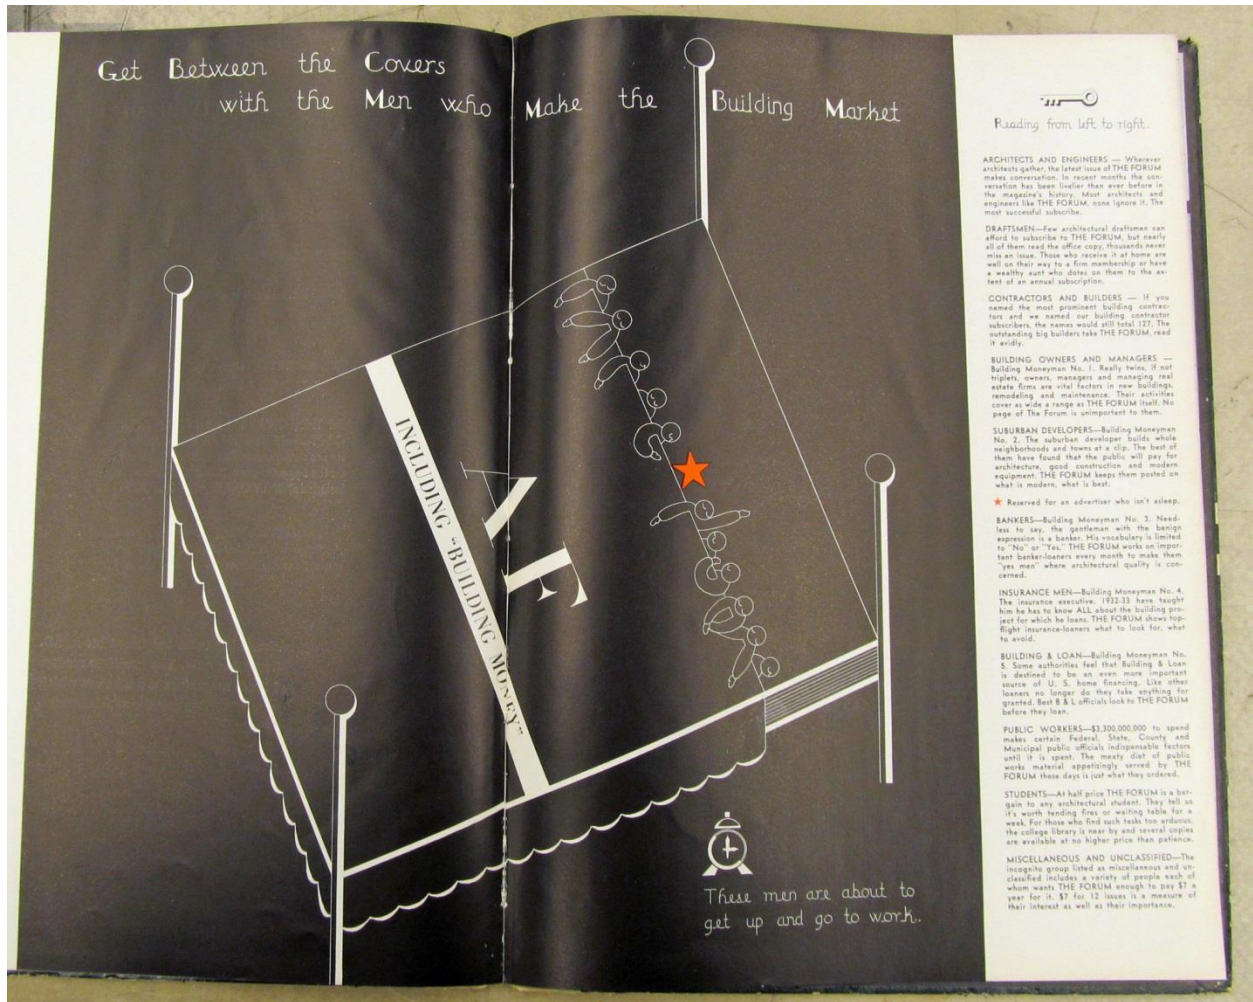 Get Between the Covers
with the Men who Make the Building Market
INCLUDING "BUILDING MONEY"
AF
These men are about to
get up and go to work.
Reading from left to right.
ARCHITECTS AND ENGINEERS — Wherever
architects gather, the latest issue of THE FORUM
makes conversation. In recent months the con-
versation has been livelier than ever before in
the magazine's history. Most architects and
engineers like THE FORUM, none ignore it. The
most successful subscribe.
DRAFTSMEN—Few architectural draftsmen can
afford to subscribe to THE FORUM, but nearly
all of them read the office copy, thousands never
miss an issue. Those who receive it at home are
well on their way to a firm membership or have
a wealthy aunt who dotes on them to the ex-
tent of an annual subscription.
CONTRACTORS AND BUILDERS — If you
named the most prominent building contrac-
tors and we named our building contractor
subscribers, the names would still total 127. The
outstanding big builders take THE FORUM, read
it avidly.
BUILDING OWNERS AND MANAGERS —
Building Moneyman No. 1. Really twins, if not
triplets, owners, managers and managing real
estate firms are vital factors in new buildings,
remodeling and maintenance. Their activities
cover as wide a range as THE FORUM itself. No
page of The Forum is unimportant to them.
SUBURBAN DEVELOPERS—Building Moneyman
No. 2. The suburban developer builds whole
neighborhoods and towns at a clip. The best of
them have found that the public will pay for
architecture, good construction and modern
equipment. THE FORUM keeps them posted on
what is modern, what is best.
★ Reserved for an advertiser who isn't asleep.
BANKERS—Building Moneyman No. 3. Need-
less to say, the gentleman with the benign
expression is a banker. His vocabulary is limited
to "No" or "Yes." THE FORUM works on impor-
tant banker-loaners every month to make them
"yes men" where architectural quality is con-
cerned.
INSURANCE MEN—Building Moneyman No. 4.
The insurance executive. 1932-33 have taught
him he has to know ALL about the building pro-
ject for which he loans. THE FORUM shows top-
flight insurance-loaners what to look for, what
to avoid.
BUILDING & LOAN—Building Moneyman No.
5. Some authorities feel that Building & Loan
is destined to be an even more important
source of U. S. home financing. Like other
loaners no longer do they take anything for
granted. Best B & L officials look to THE FORUM
before they loan.
PUBLIC WORKERS—$3,300,000,000 to spend
makes certain Federal, State, County and
Municipal public officials indispensable factors
until it is spent. The meaty diet of public
works material appetizingly served by THE
FORUM these days is just what they ordered.
STUDENTS—At half price THE FORUM is a bar-
gain to any architectural student. They tell us
it's worth tending fires or waiting table for a
week. For those who find such tasks too arduous,
the college library is near by and several copies
are available at no higher price than patience.
MISCELLANEOUS AND UNCLASSIFIED—The
incognito group listed as miscellaneous and un-
classified includes a variety of people each of
whom wants THE FORUM enough to pay $7 a
year for it. $7 for 12 issues is a measure of
their interest as well as their importance.